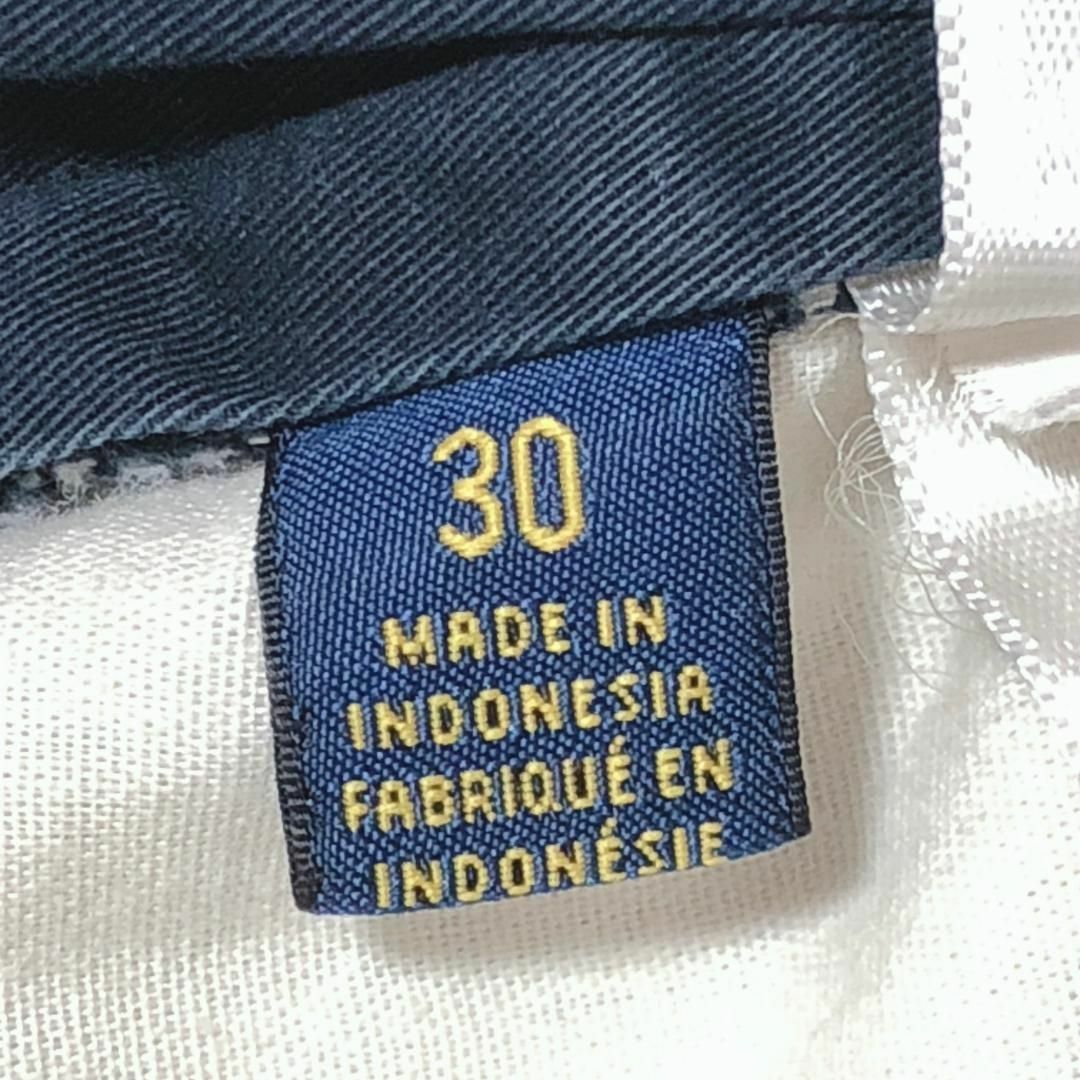 30
MADE IN
INDONESIA
FABRIQUÉ EN
INDONÉSIE